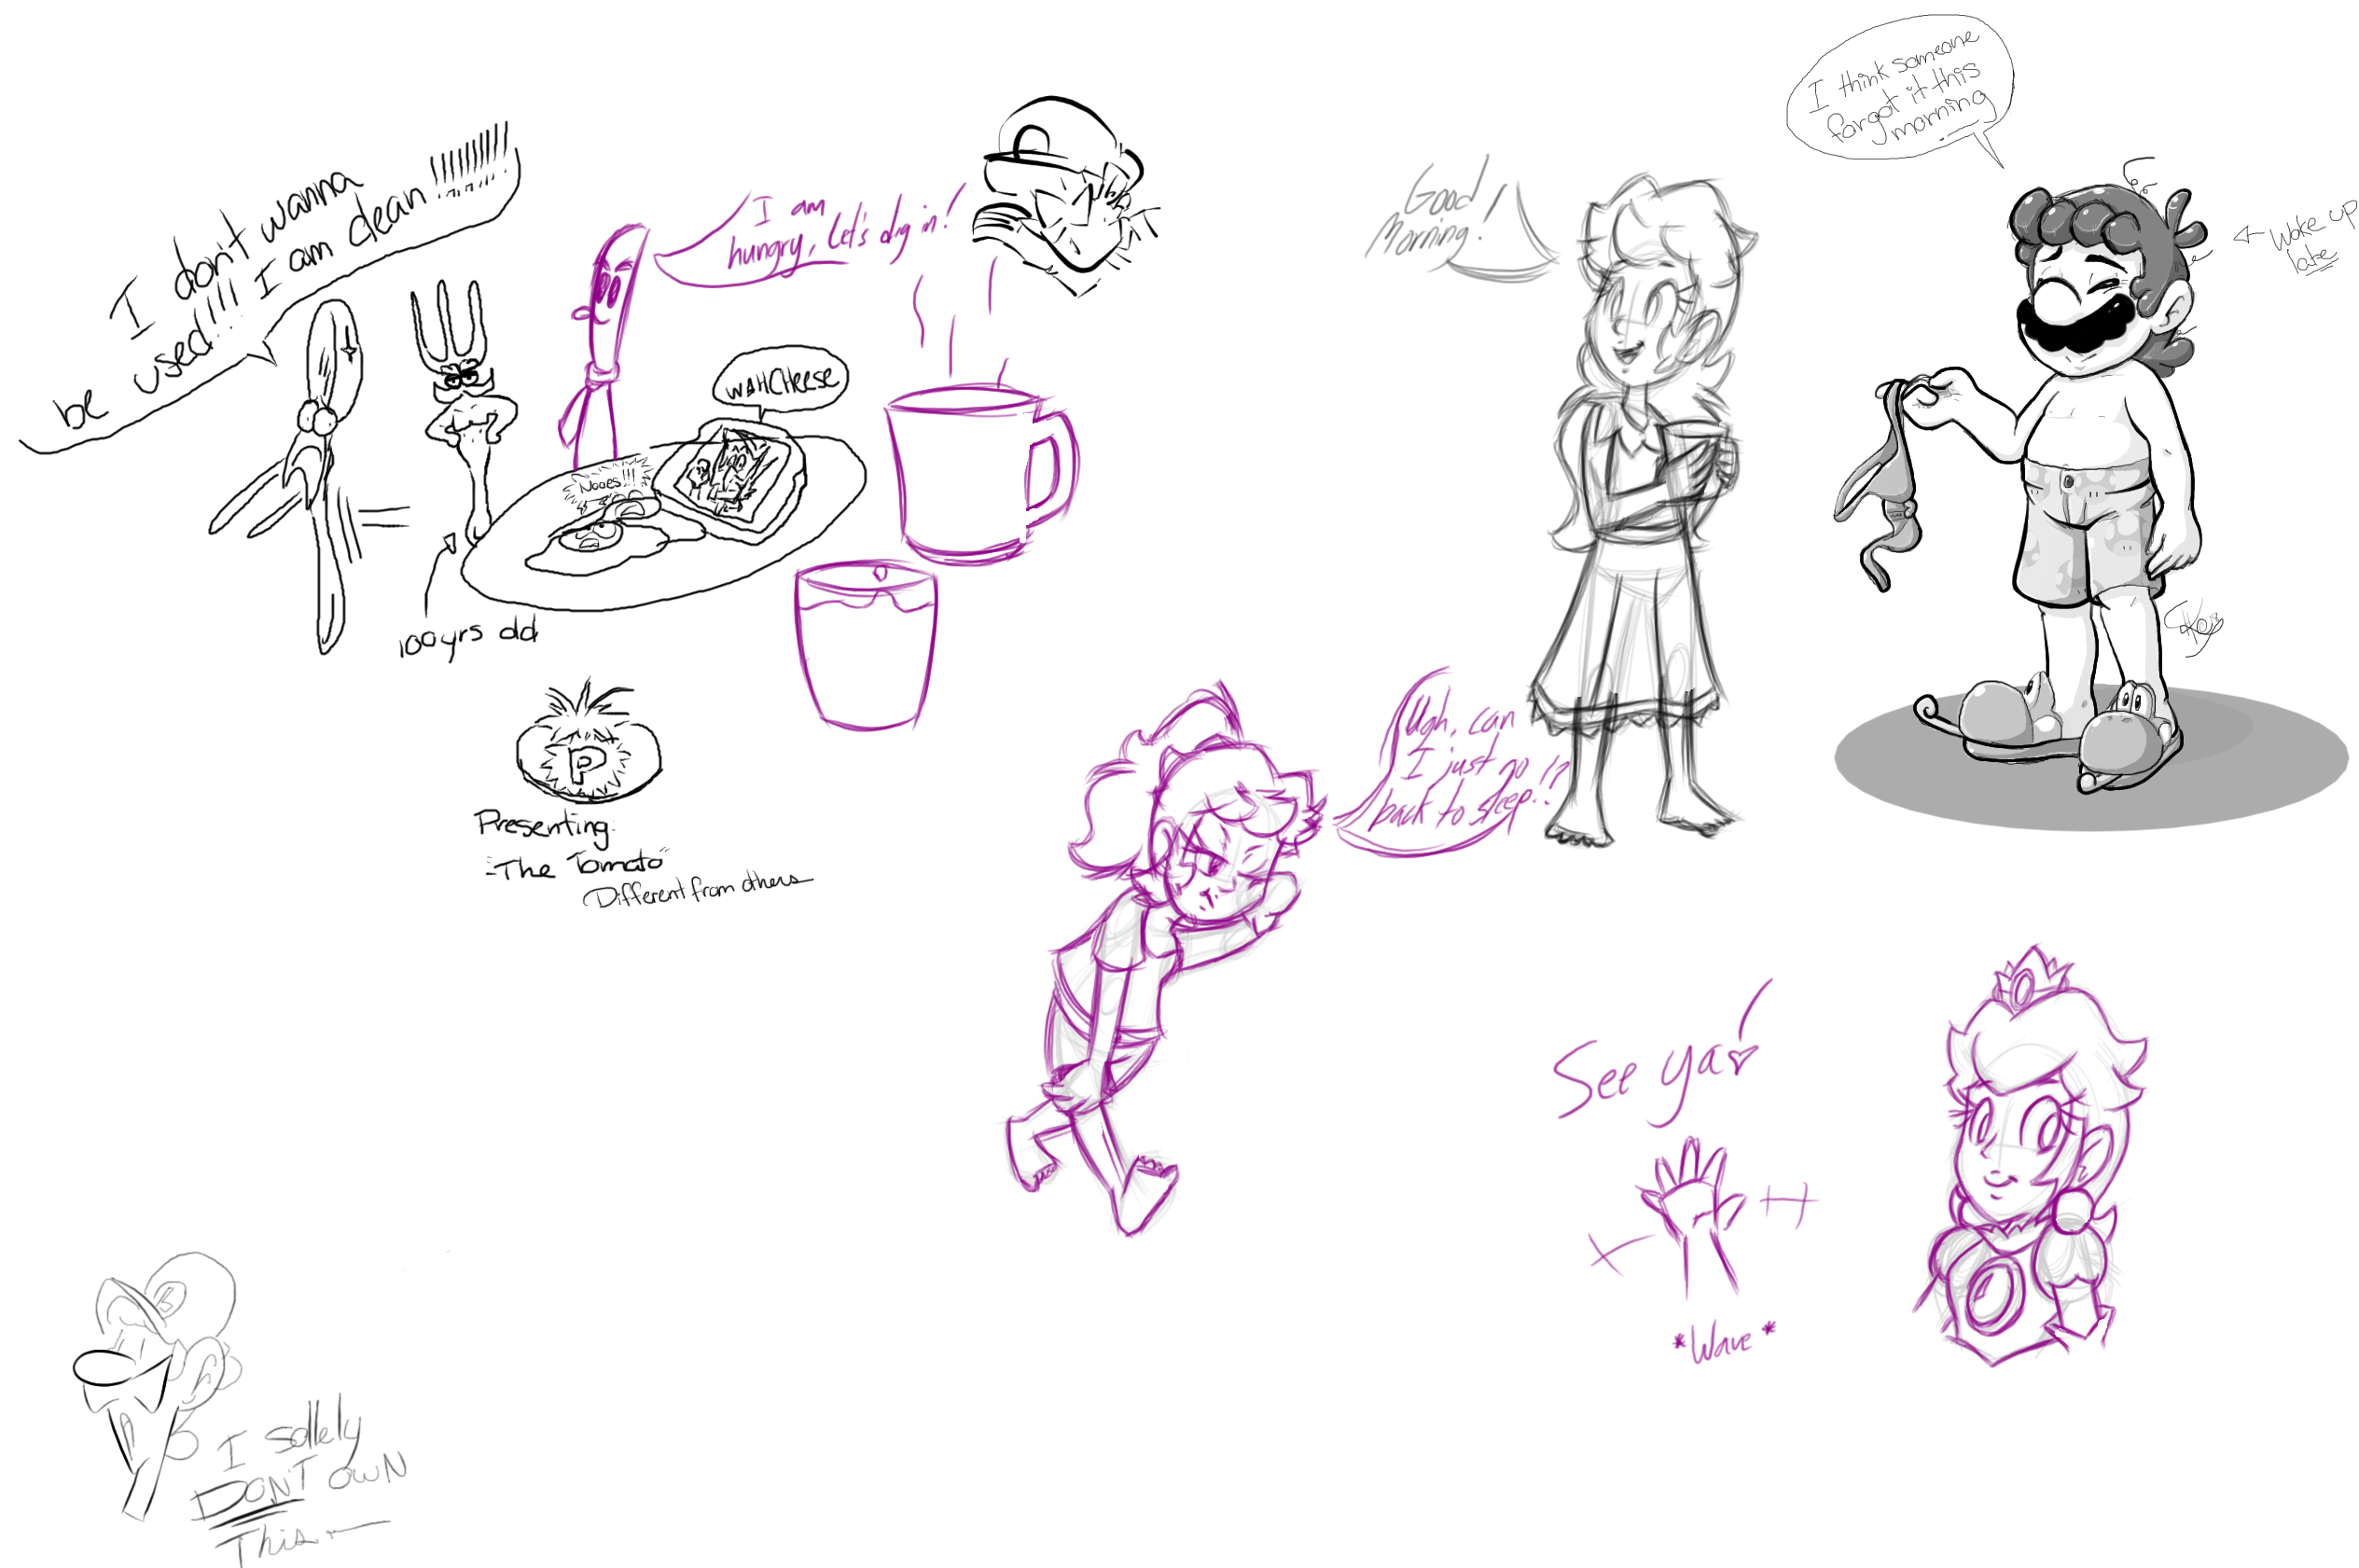 I don't wanna
be used!!! I am clean!!!!!!!!!
I am
hungry, let's dig in!
WAHCHEESE
Nooes!!!
100yrs old
P
Presenting:
"The Tomato"
Different from others
Good
Morning!
I think someone
forgot it this
morning
Woke up
late
Ugh, can
I just go
back to sleep!!?
See ya
*Wave*
I sollely
DON'T OWN
This.